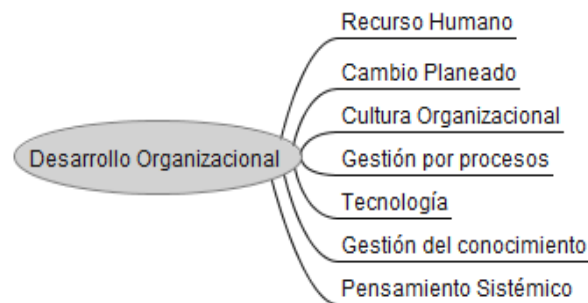 Recurso Humano
Cambio Planeado
Cultura Organizacional
Desarrollo Organizacional
Gestión por procesos
Tecnología
Gestión del conocimiento
Pensamiento Sistémico